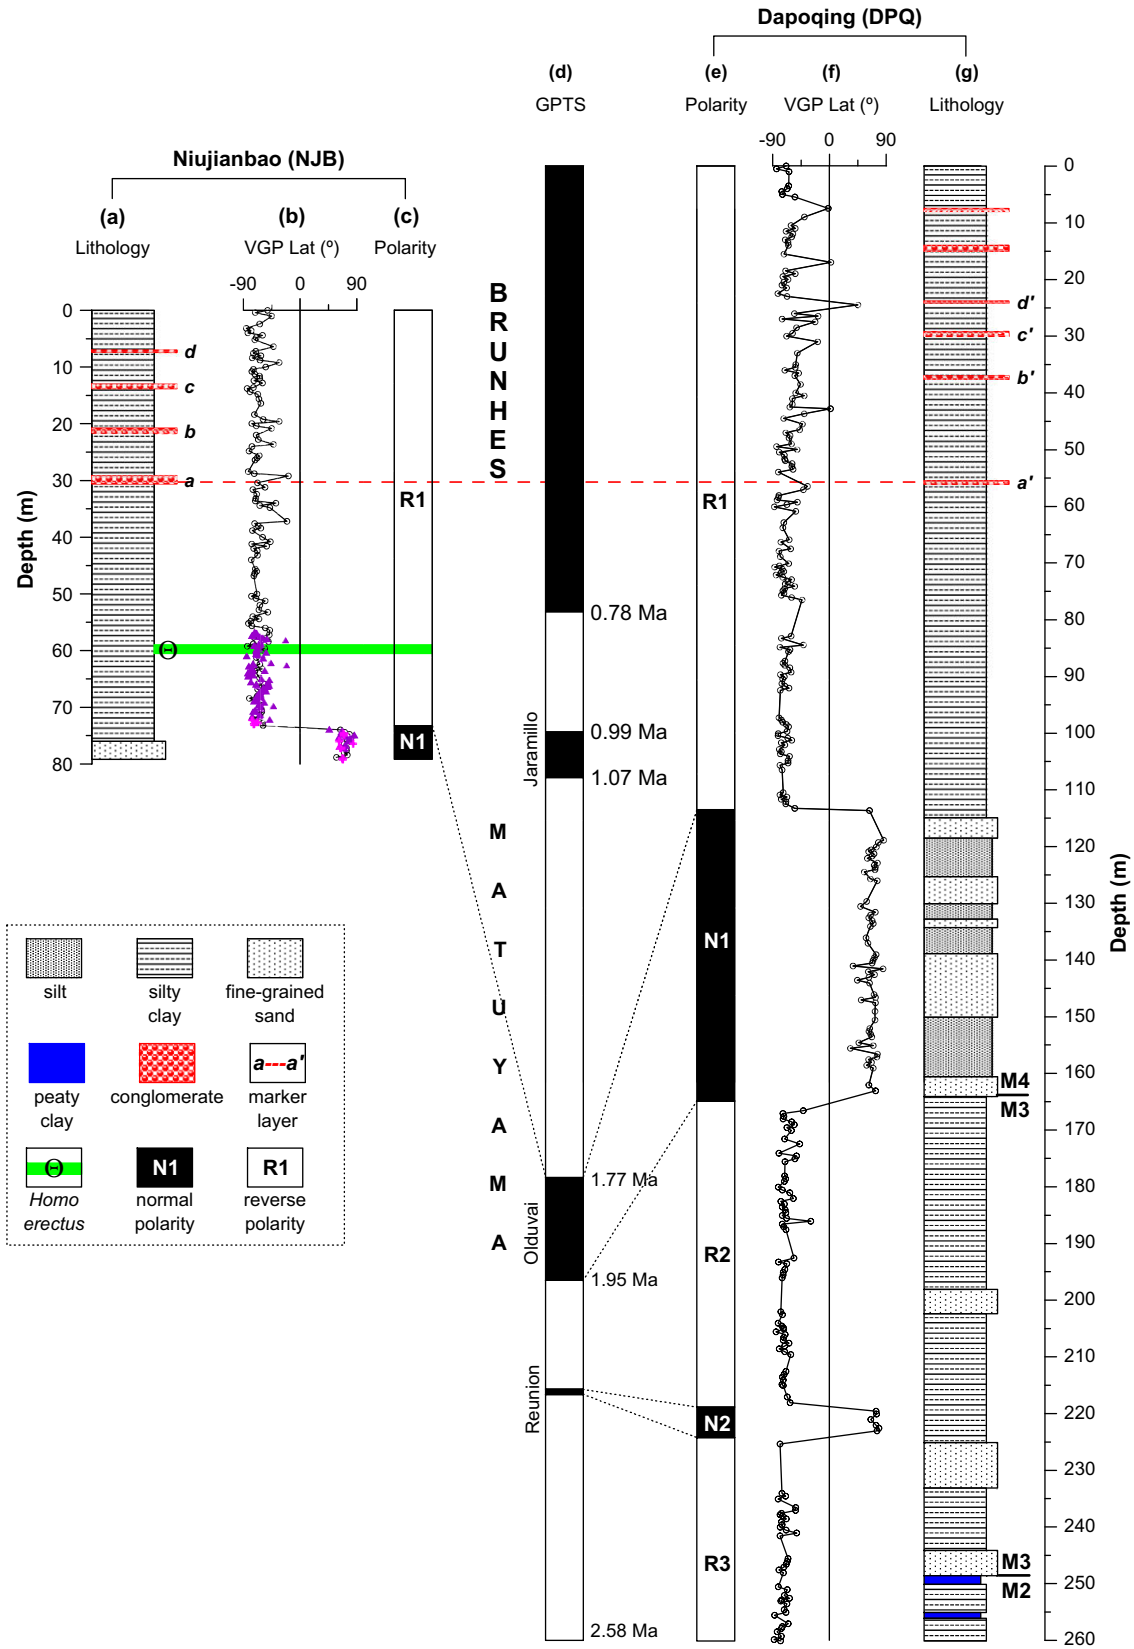 Dapoqing (DPQ)
(d)
(e)
(f)
(g)
GPTS
Polarity
VGP Lat (º)
Lithology
-90
0
90
Niujianbao (NJB)
(a)
(b)
(c)
Lithology
VGP Lat (º)
Polarity
-90
0
90
0
10
20
30
40
50
60
70
80
Depth (m)
d
c
b
a
Θ
R1
N1
BRUNHES
MATUYAMA
0.78 Ma
Jaramillo
0.99 Ma
1.07 Ma
Olduvai
1.77 Ma
1.95 Ma
Reunion
2.58 Ma
R1
N1
R2
N2
R3
d'
c'
b'
a'
M4
M3
M3
M2
0
10
20
30
40
50
60
70
80
90
100
110
120
130
140
150
160
170
180
190
200
210
220
230
240
250
260
Depth (m)
silt
silty
clay
fine-grained
sand
a---a'
peaty
clay
conglomerate
marker
layer
Θ
N1
R1
Homo
erectus
normal
polarity
reverse
polarity